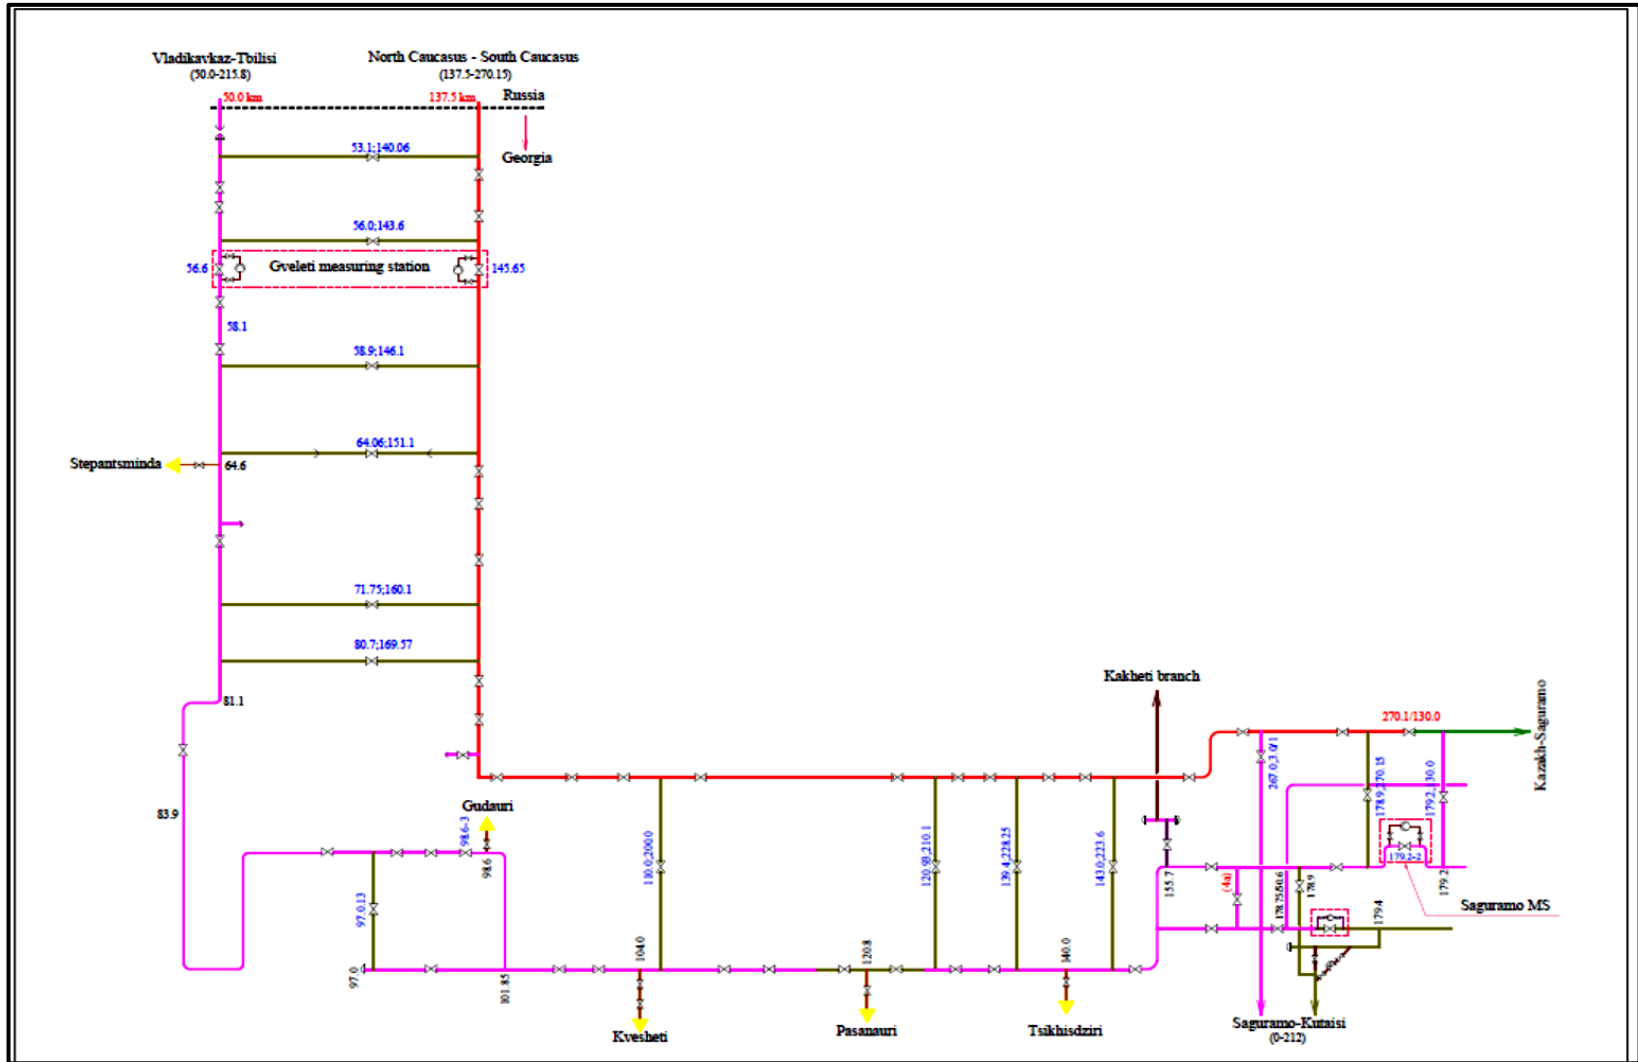 Vladikavkaz-Tbilisi
(50.0-215.8)
North Caucasus - South Caucasus
(137.5-270.15)
50.0 km
137.5 km
Russia
Georgia
53.1;140.06
56.0;143.6
56.6
Gveleti measuring station
145.65
58.1
58.9;146.1
64.06;151.1
Stepantsminda
64.6
71.75;160.1
80.7;169.57
81.1
83.9
Kakheti branch
270.1/130.0
Kazakh-Saguramo
267.0,3.0/1
178.9,270.15
179.2,130.0
Gudauri
98.6-3
98.6
97.0.13
97.0
101.85
110.0;200.0
120.93;210.1
139.4;228.25
143.0;223.6
155.7
(4a)
178.75/50.6
178.9
179.2-2
179.2
179.4
Saguramo MS
104.0
120.8
140.0
Kvesheti
Pasanauri
Tsikhisdziri
Saguramo-Kutaisi
(0-212)